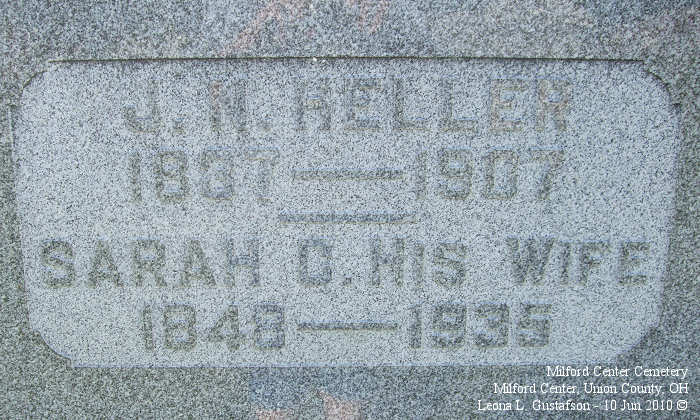 J. N. HELLER
1837 — 1907
SARAH C. HIS WIFE
1848 — 1935
Milford Center Cemetery
Milford Center, Union County, OH
Leona L. Gustafson - 10 Jun 2010 ©